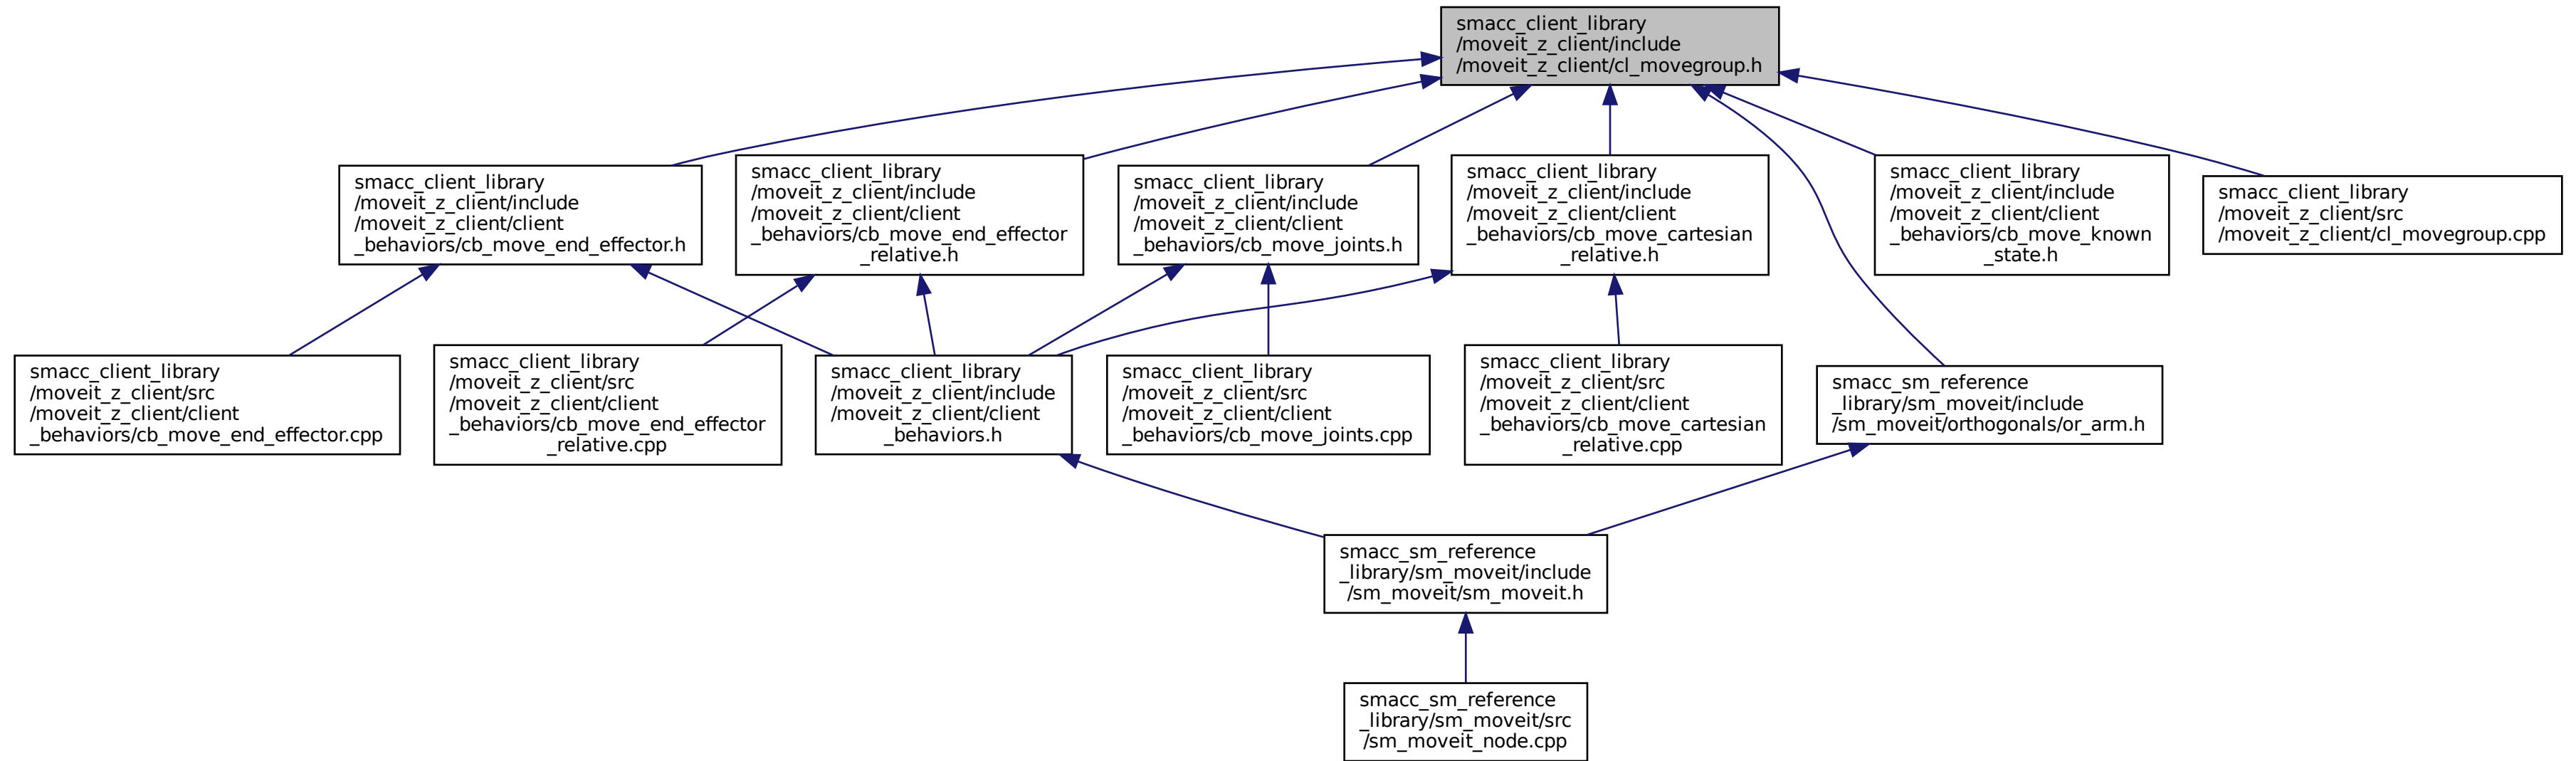 smacc_client_library
/moveit_z_client/include
/moveit_z_client/cl_movegroup.h
smacc_client_library
/moveit_z_client/include
/moveit_z_client/client
_behaviors/cb_move_end_effector.h
smacc_client_library
/moveit_z_client/include
/moveit_z_client/client
_behaviors/cb_move_end_effector
_relative.h
smacc_client_library
/moveit_z_client/include
/moveit_z_client/client
_behaviors/cb_move_joints.h
smacc_client_library
/moveit_z_client/include
/moveit_z_client/client
_behaviors/cb_move_cartesian
_relative.h
smacc_client_library
/moveit_z_client/include
/moveit_z_client/client
_behaviors/cb_move_known
_state.h
smacc_client_library
/moveit_z_client/src
/moveit_z_client/cl_movegroup.cpp
smacc_client_library
/moveit_z_client/src
/moveit_z_client/client
_behaviors/cb_move_end_effector.cpp
smacc_client_library
/moveit_z_client/src
/moveit_z_client/client
_behaviors/cb_move_end_effector
_relative.cpp
smacc_client_library
/moveit_z_client/include
/moveit_z_client/client
_behaviors.h
smacc_client_library
/moveit_z_client/src
/moveit_z_client/client
_behaviors/cb_move_joints.cpp
smacc_client_library
/moveit_z_client/src
/moveit_z_client/client
_behaviors/cb_move_cartesian
_relative.cpp
smacc_sm_reference
_library/sm_moveit/include
/sm_moveit/orthogonals/or_arm.h
smacc_sm_reference
_library/sm_moveit/include
/sm_moveit/sm_moveit.h
smacc_sm_reference
_library/sm_moveit/src
/sm_moveit_node.cpp